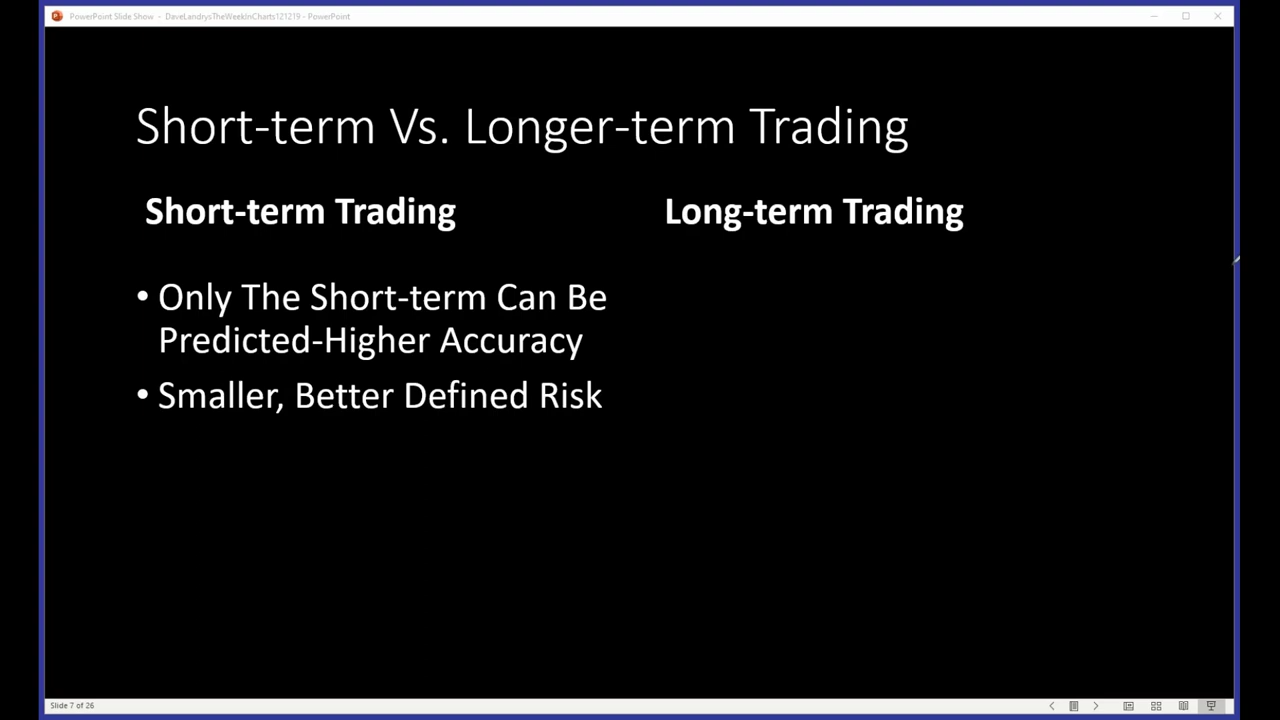 PowerPoint Slide Show - DaveLandrysTheWeekInCharts121219 - PowerPoint
Short-term Vs. Longer-term Trading
Short-term Trading
• Only The Short-term Can Be
Predicted-Higher Accuracy
• Smaller, Better Defined Risk
Long-term Trading
Slide 7 of 26